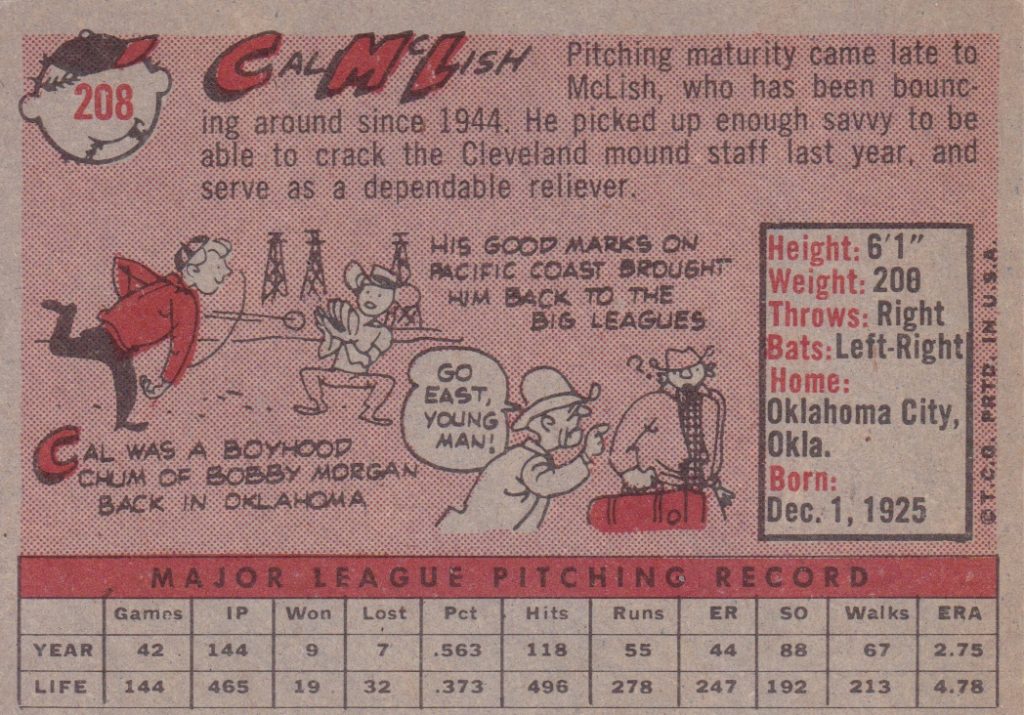 208
CAL McLISH
Pitching maturity came late to
McLish, who has been bounc-
ing around since 1944. He picked up enough savvy to be
able to crack the Cleveland mound staff last year, and
serve as a dependable reliever.
HIS GOOD MARKS ON
PACIFIC COAST BROUGHT
HIM BACK TO THE
BIG LEAGUES
GO
EAST,
YOUNG
MAN!
?
CAL WAS A BOYHOOD
CHUM OF BOBBY MORGAN
BACK IN OKLAHOMA
Height: 6'1"
Weight: 200
Throws: Right
Bats: Left-Right
Home:
Oklahoma City,
Okla.
Born:
Dec. 1, 1925
© T.C.G. PRTD. IN U.S.A.
MAJOR LEAGUE PITCHING RECORD
Games IP Won Lost Pct Hits Runs ER SO Walks ERA
YEAR 42 144 9 7 .563 118 55 44 88 67 2.75
LIFE 144 465 19 32 .373 496 278 247 192 213 4.78